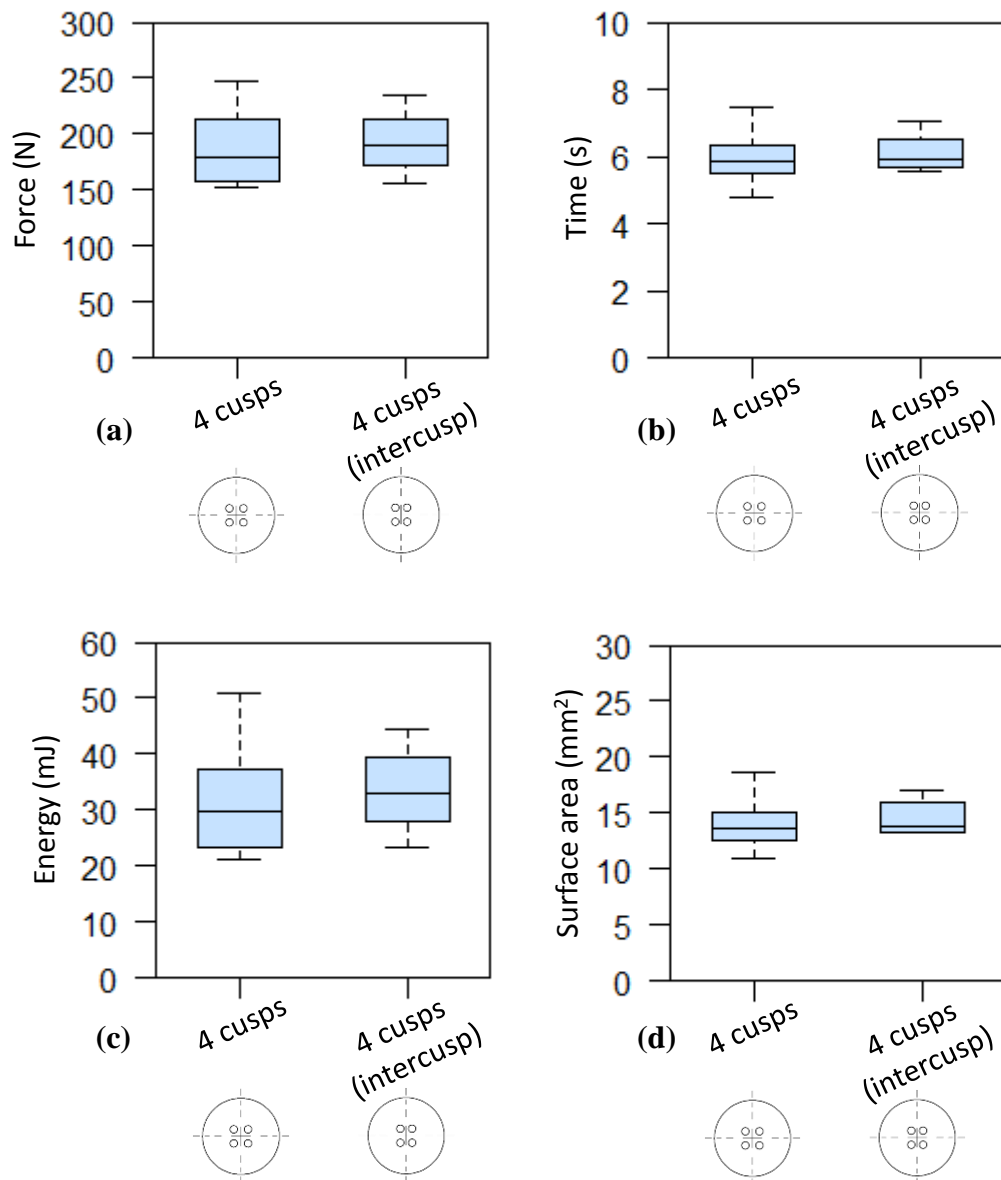 300
250
200
150
100
50
0
Force (N)
4 cusps
4 cusps
(intercusp)
(a)
10
8
6
4
2
0
Time (s)
4 cusps
4 cusps
(intercusp)
(b)
60
50
40
30
20
10
0
Energy (mJ)
4 cusps
4 cusps
(intercusp)
(c)
30
25
20
15
10
5
0
Surface area (mm²)
4 cusps
4 cusps
(intercusp)
(d)